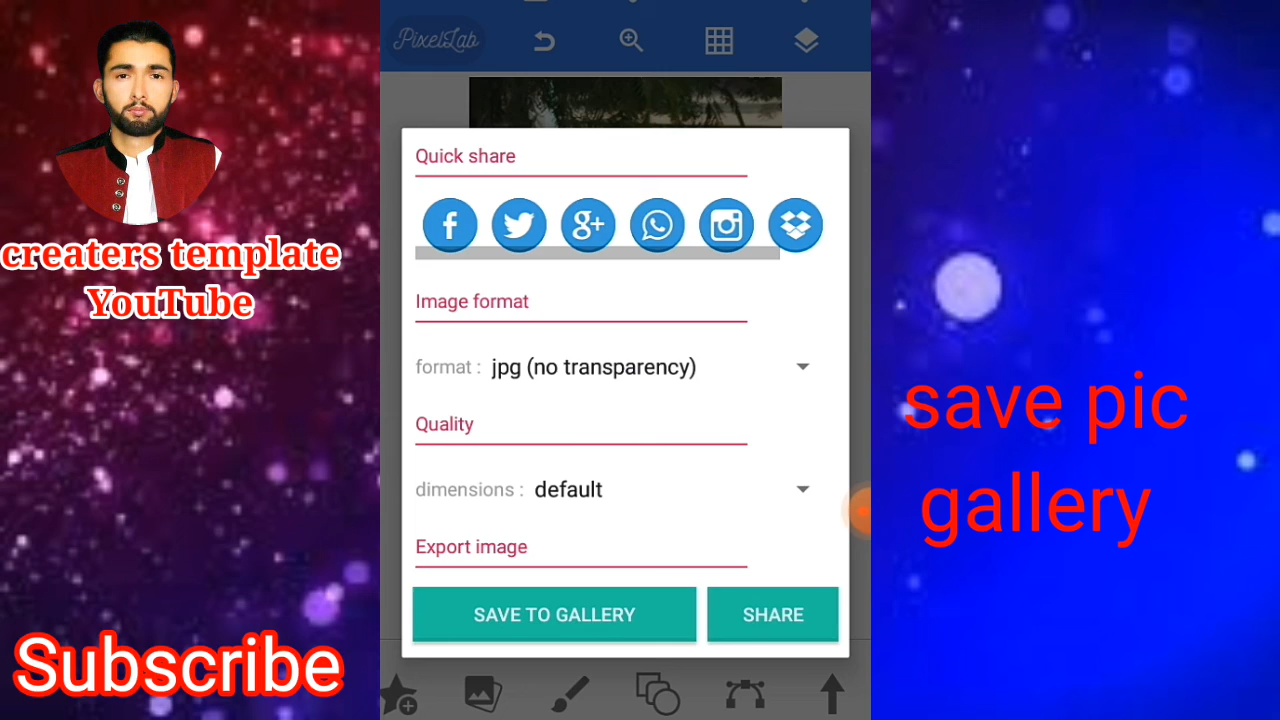 creaters template
YouTube
Subscribe
PixelLab
Quick share
Image format
format : jpg (no transparency)
Quality
dimensions : default
Export image
SAVE TO GALLERY
SHARE
save pic
gallery